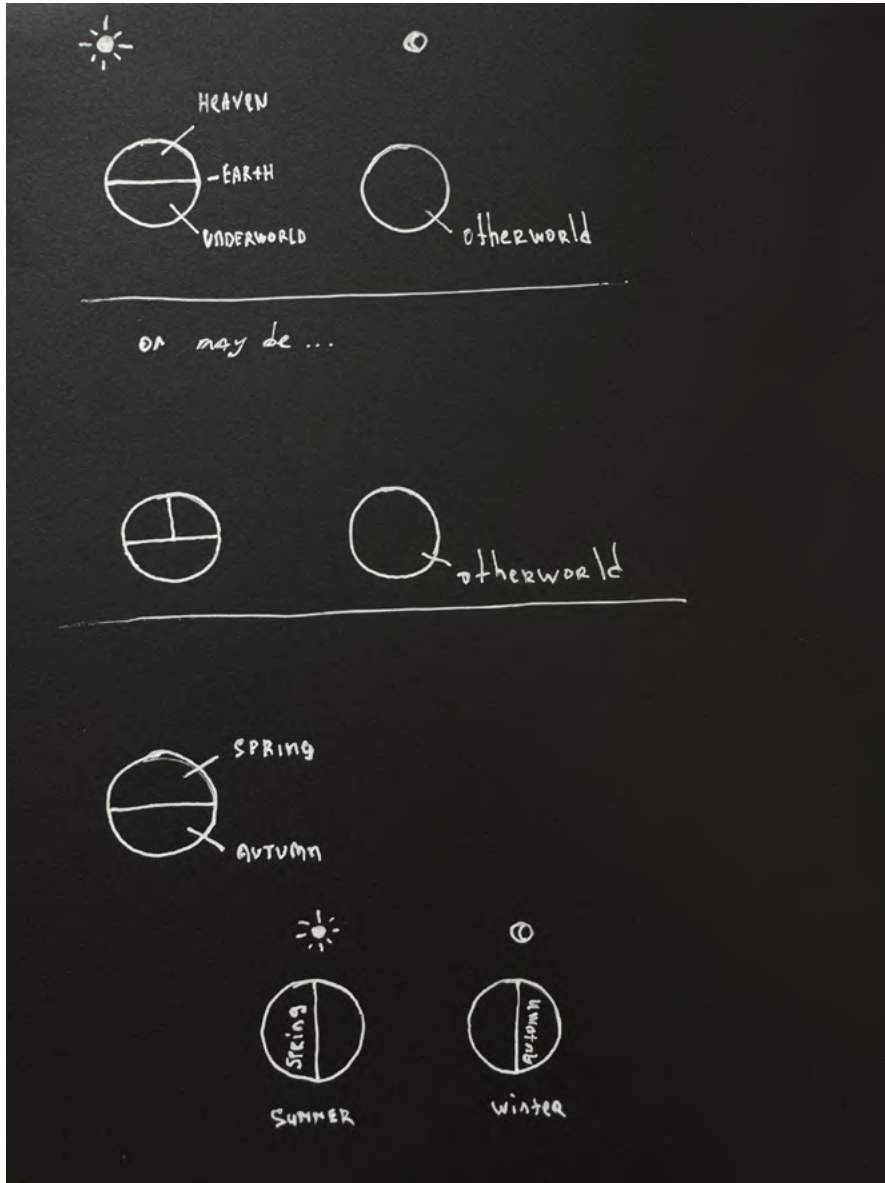 HEAVEN
- EARTH
UNDERWORLD
otherworld
or may be ...
otherworld
SPRING
AUTUMN
Spring
autumn
SUMMER
winter